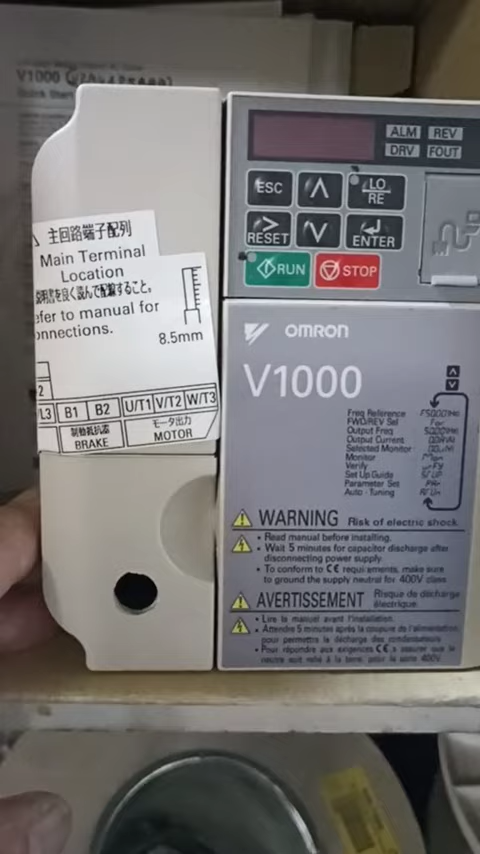 V1000
ALM REV
DRV FOUT
ESC
LO
RE
RESET
ENTER
RUN
STOP
主回路端子配列
Main Terminal
Location
説明書を良く読んで配線すること。
efer to manual for
onnections.
8.5mm
2
/L3 B1 B2 U/T1 V/T2 W/T3
制動抵抗器
BRAKE
モータ出力
MOTOR
OMRON
V1000
Freq Reference
FWD/REV Sel
Output Freq
Output Current
Selected Monitor
Monitor
Verify
Set Up Guide
Parameter Set
Auto-Tuning
WARNING Risk of electric shock.
• Read manual before installing.
• Wait 5 minutes for capacitor discharge after
disconnecting power supply.
• To conform to CE requirements, make sure
to ground the supply neutral for 400V class.
AVERTISSEMENT Risque de décharge
électrique.
• Lire le manuel avant l'installation.
• Attendre 5 minutes après la coupure de l'alimentation,
pour permettre la décharge des condensateurs.
• Pour répondre aux exigences CE, s'assurer que le
neutre soit relié à la terre, pour la série 400V.